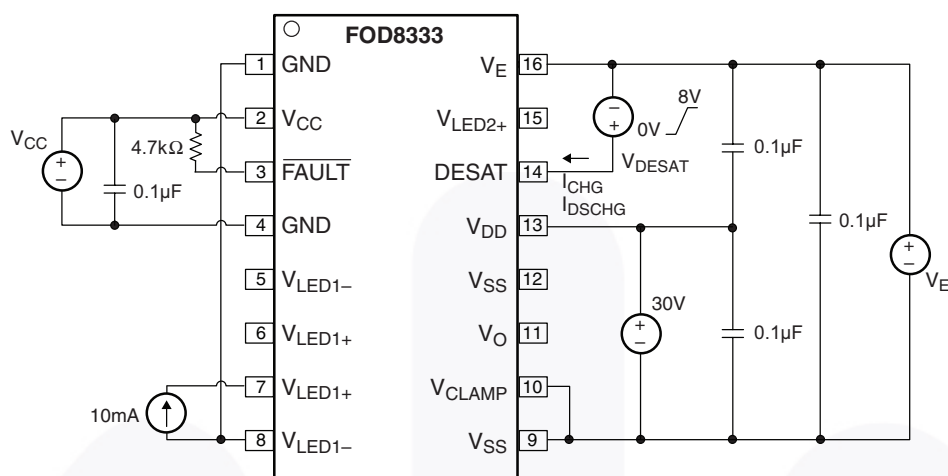 FOD8333
1 GND
2 VCC
3 FAULT
4 GND
5 VLED1–
6 VLED1+
7 VLED1+
8 VLED1–
VE 16
VLED2+ 15
DESAT 14
VDD 13
VSS 12
VO 11
VCLAMP 10
VSS 9
VCC
+
–
4.7kΩ
0.1µF
10mA
–
+
0V
8V
VDESAT
ICHG
IDSCHG
0.1µF
30V
+
–
0.1µF
0.1µF
+
–
VE